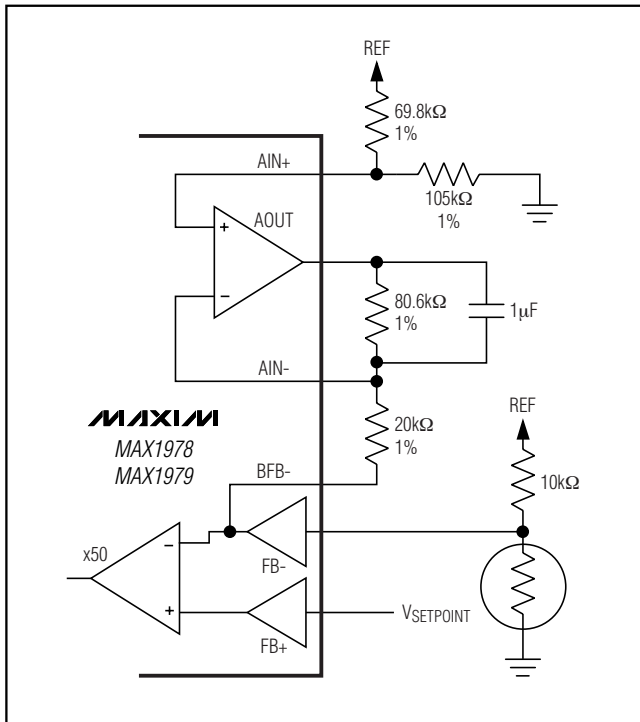 REF
69.8kΩ
1%
AIN+
105kΩ
1%
AOUT
+
−
80.6kΩ
1%
1μF
AIN-
REF
20kΩ
1%
MAXIM
MAX1978
MAX1979
BFB-
10kΩ
x50
−
FB-
+
VSETPOINT
FB+